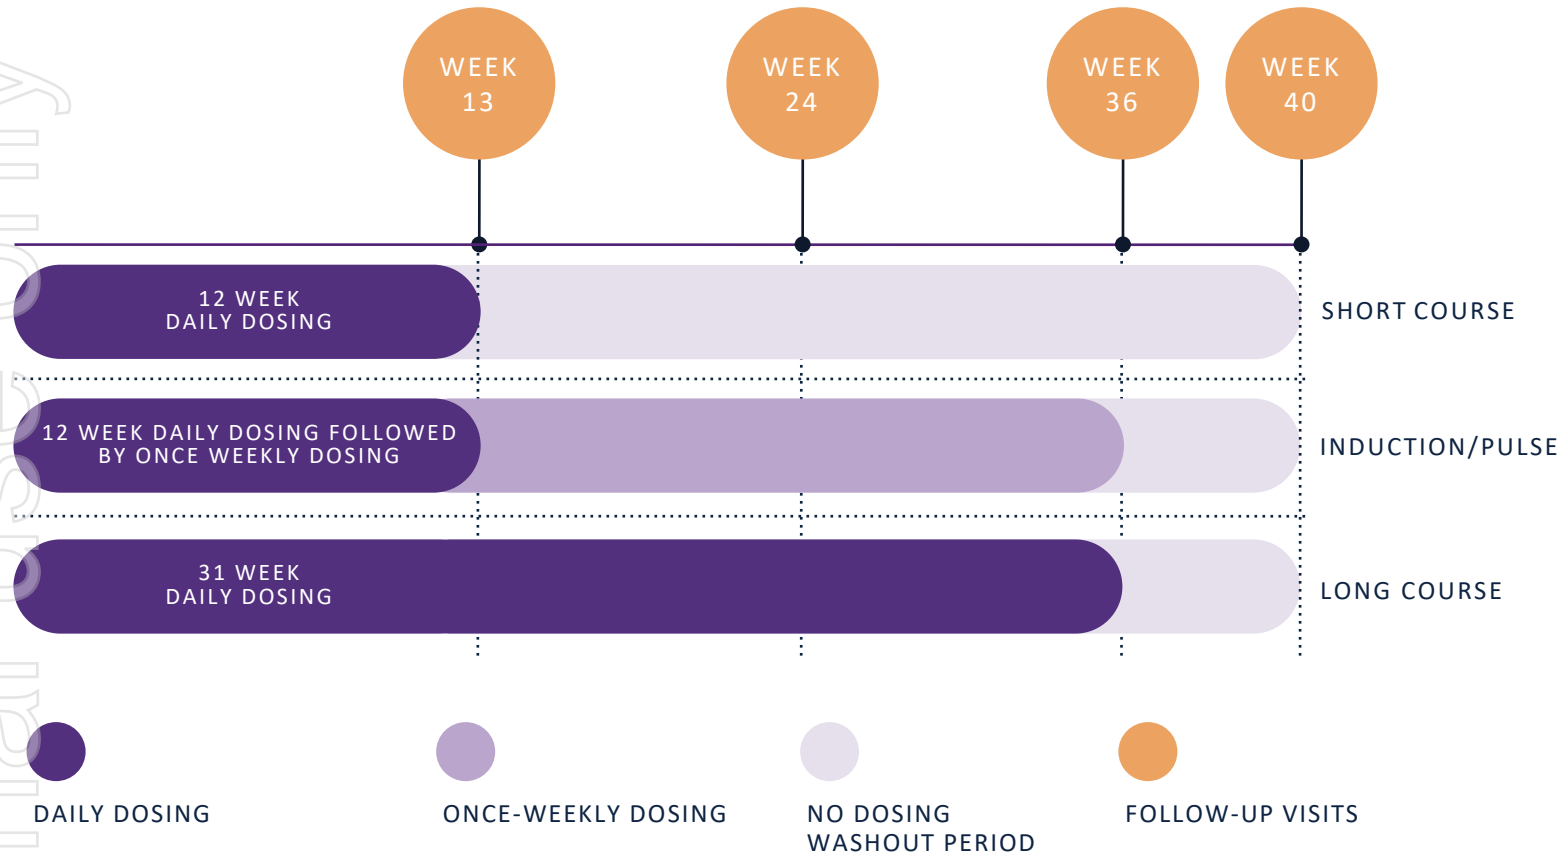 WEEK
13
WEEK
24
WEEK
36
WEEK
40
12 WEEK
DAILY DOSING
SHORT COURSE
12 WEEK DAILY DOSING FOLLOWED
BY ONCE WEEKLY DOSING
INDUCTION/PULSE
31 WEEK
DAILY DOSING
LONG COURSE
DAILY DOSING
ONCE-WEEKLY DOSING
NO DOSING
WASHOUT PERIOD
FOLLOW-UP VISITS